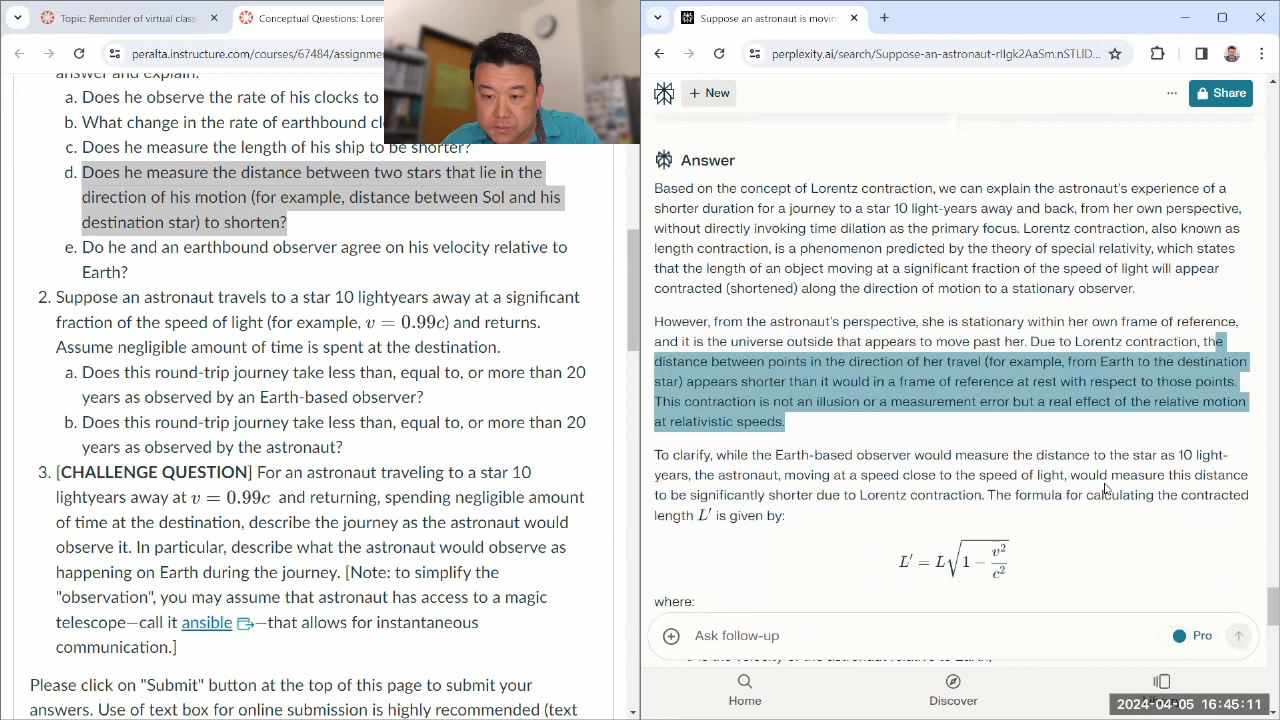 Topic: Reminder of virtual class
Conceptual Questions: Loren
peralta.instructure.com/courses/67484/assignme
answer and explain.
a. Does he observe the rate of his clocks to
b. What change in the rate of earthbound cl
c. Does he measure the length of his ship to be shorter?
d. Does he measure the distance between two stars that lie in the
direction of his motion (for example, distance between Sol and his
destination star) to shorten?
e. Do he and an earthbound observer agree on his velocity relative to
Earth?
2. Suppose an astronaut travels to a star 10 lightyears away at a significant
fraction of the speed of light (for example, v = 0.99c) and returns.
Assume negligible amount of time is spent at the destination.
a. Does this round-trip journey take less than, equal to, or more than 20
years as observed by an Earth-based observer?
b. Does this round-trip journey take less than, equal to, or more than 20
years as observed by the astronaut?
3. [CHALLENGE QUESTION] For an astronaut traveling to a star 10
lightyears away at v = 0.99c and returning, spending negligible amount
of time at the destination, describe the journey as the astronaut would
observe it. In particular, describe what the astronaut would observe as
happening on Earth during the journey. [Note: to simplify the
"observation", you may assume that astronaut has access to a magic
telescope—call it ansible—that allows for instantaneous
communication.]
Please click on "Submit" button at the top of this page to submit your
answers. Use of text box for online submission is highly recommended (text
Suppose an astronaut is movin
perplexity.ai/search/Suppose-an-astronaut-rIIgk2AaSm.nSTLlD...
+ New
Share
Answer
Based on the concept of Lorentz contraction, we can explain the astronaut's experience of a
shorter duration for a journey to a star 10 light-years away and back, from her own perspective,
without directly invoking time dilation as the primary focus. Lorentz contraction, also known as
length contraction, is a phenomenon predicted by the theory of special relativity, which states
that the length of an object moving at a significant fraction of the speed of light will appear
contracted (shortened) along the direction of motion to a stationary observer.
However, from the astronaut's perspective, she is stationary within her own frame of reference,
and it is the universe outside that appears to move past her. Due to Lorentz contraction, the
distance between points in the direction of her travel (for example, from Earth to the destination
star) appears shorter than it would in a frame of reference at rest with respect to those points.
This contraction is not an illusion or a measurement error but a real effect of the relative motion
at relativistic speeds.
To clarify, while the Earth-based observer would measure the distance to the star as 10 light-
years, the astronaut, moving at a speed close to the speed of light, would measure this distance
to be significantly shorter due to Lorentz contraction. The formula for calculating the contracted
length L′ is given by:
L′ = L√(1 − v²/c²)
where:
Ask follow-up
Pro
is the velocity of the astronaut relative to Earth,
Home
Discover
2024-04-05 16:45:11